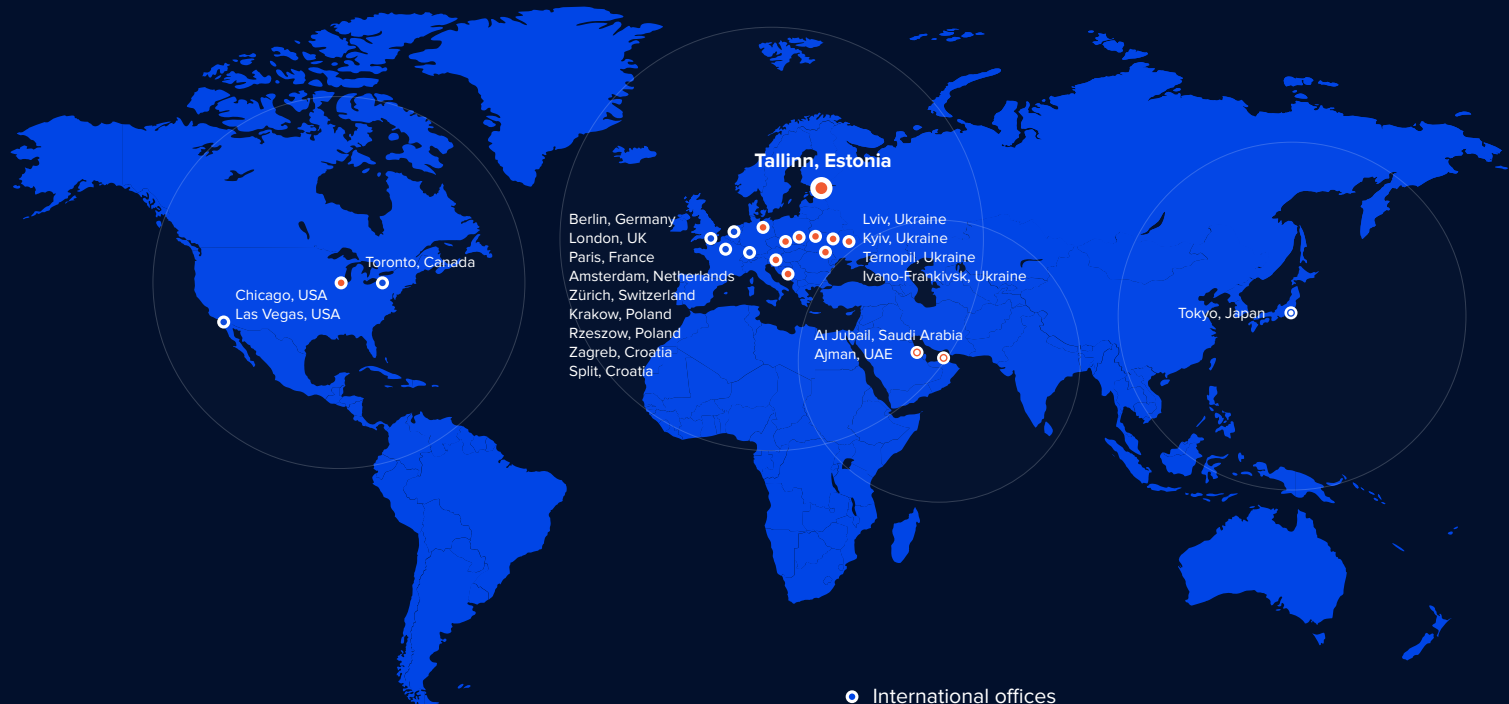 Tallinn, Estonia
Berlin, Germany
London, UK
Paris, France
Amsterdam, Netherlands
Zürich, Switzerland
Krakow, Poland
Rzeszow, Poland
Zagreb, Croatia
Split, Croatia
Lviv, Ukraine
Kyiv, Ukraine
Ternopil, Ukraine
Ivano-Frankivsk, Ukraine
Toronto, Canada
Chicago, USA
Las Vegas, USA
Al Jubail, Saudi Arabia
Ajman, UAE
Tokyo, Japan
International offices